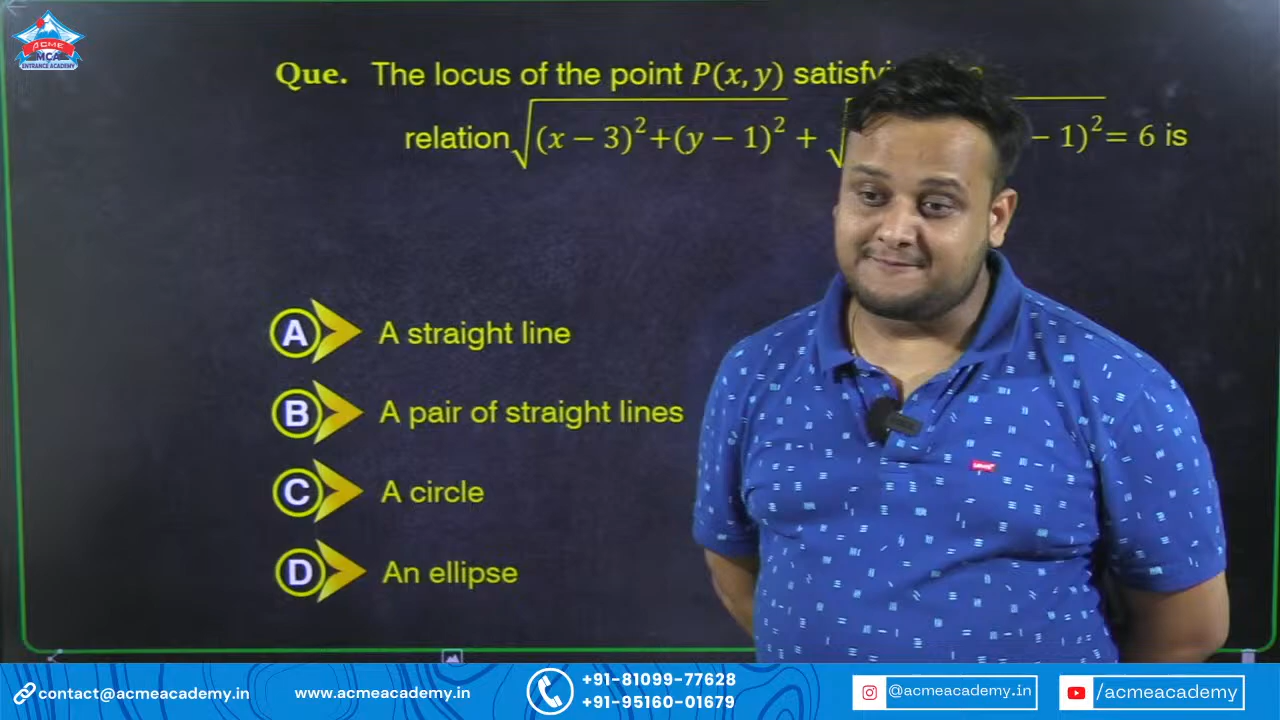 ACME
MCA
ENTRANCE ACADEMY
Que. The locus of the point P(x, y)
relation √(x − 3)²+(y − 1)² + √ − 1)²= 6 is
A A straight line
B A pair of straight lines
C A circle
D An ellipse
contact@acmeacademy.in
www.acmeacademy.in
+91-81099-77628
+91-95160-01679
@acmeacademy.in
/acmeacademy